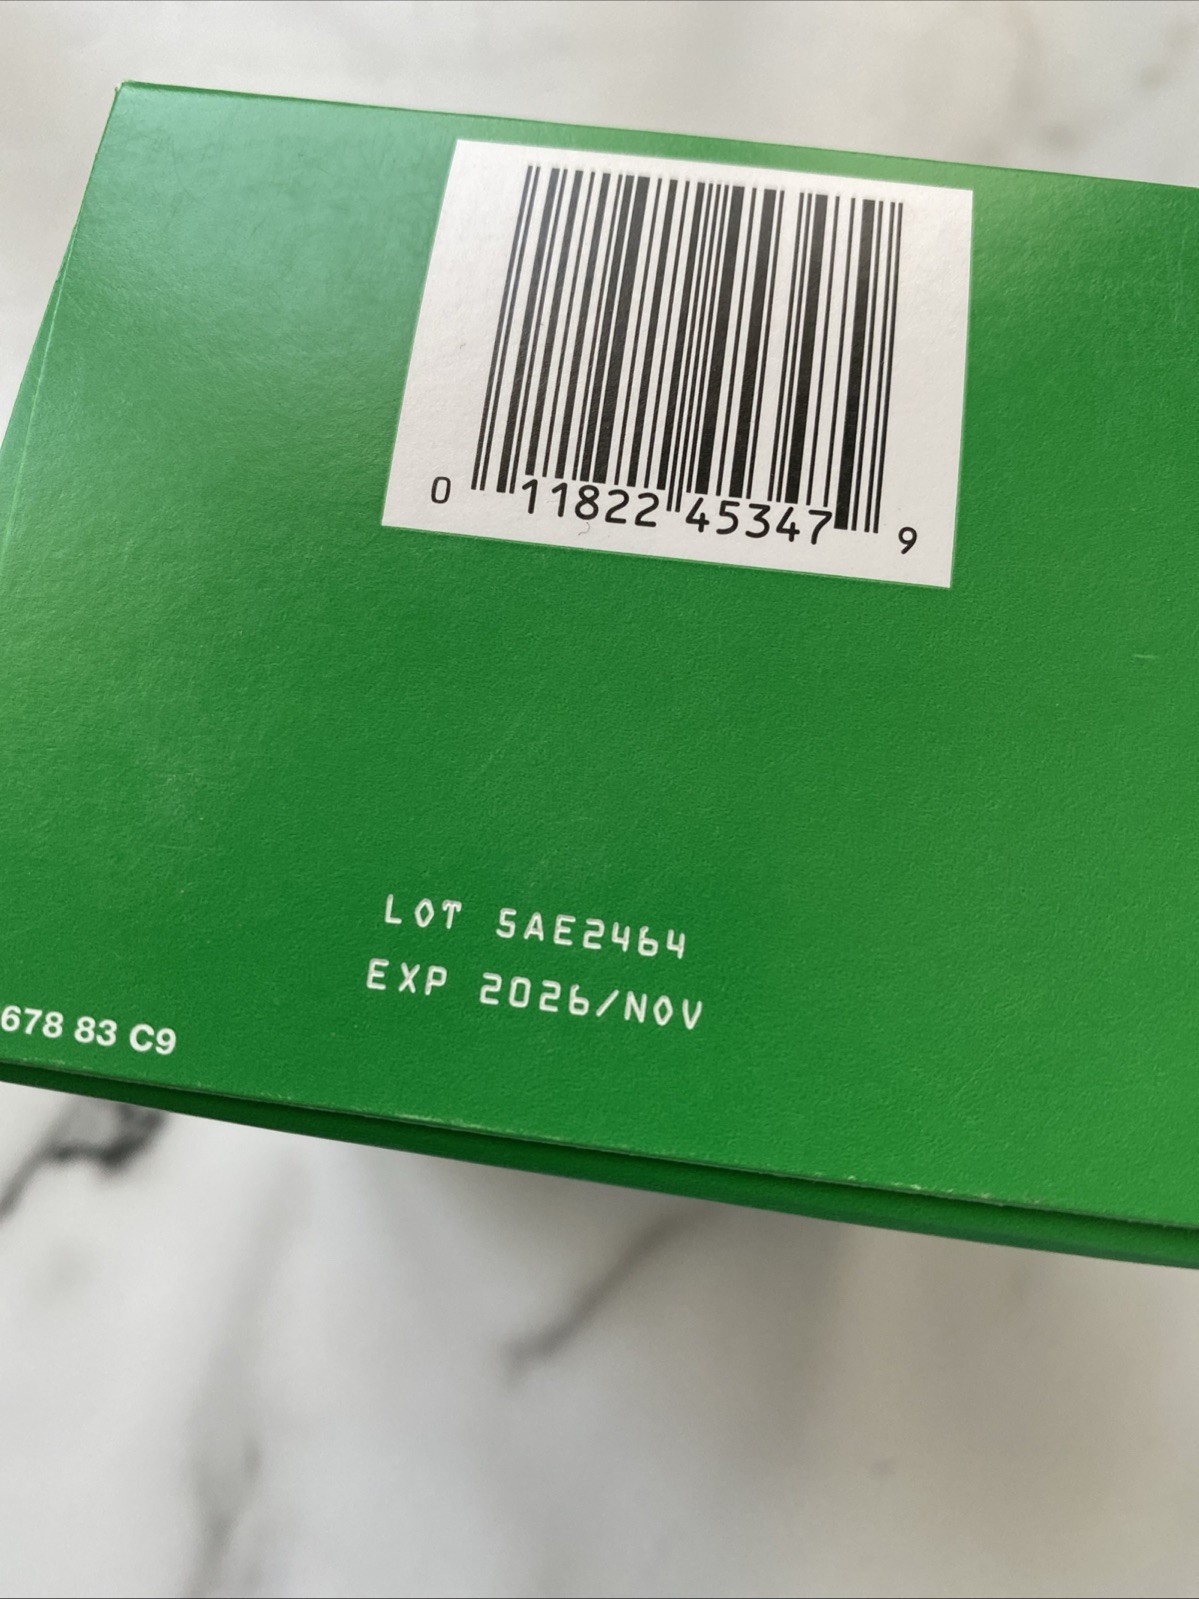 0 11822 45347 9
LOT 5AE2464
EXP 2026/NOV
678 83 C9